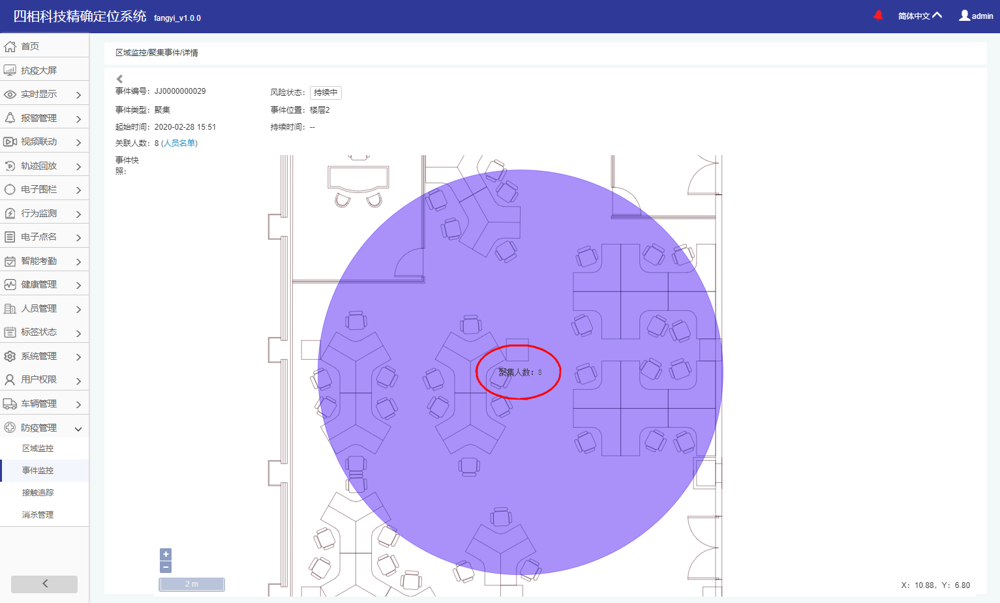 四相科技精确定位系统 fangyi_v1.0.0
简体中文 admin
首页
抗疫大屏
实时显示
报警管理
视频联动
轨迹回放
电子围栏
行为监测
电子点名
智能考勤
健康管理
人员管理
标签状态
系统管理
用户权限
车辆管理
防疫管理
区域监控
事件监控
接触追踪
消杀管理
区域监控/聚集事件/详情
事件编号： JJ0000000029 风险状态： 持续中
事件类型： 聚集 事件位置： 楼层2
起始时间： 2020-02-28 15:51 持续时间： --
关联人数： 8 (人员名单)
事件快
照：
聚集人数：8
+
−
2 m
X：10.88，Y：6.80